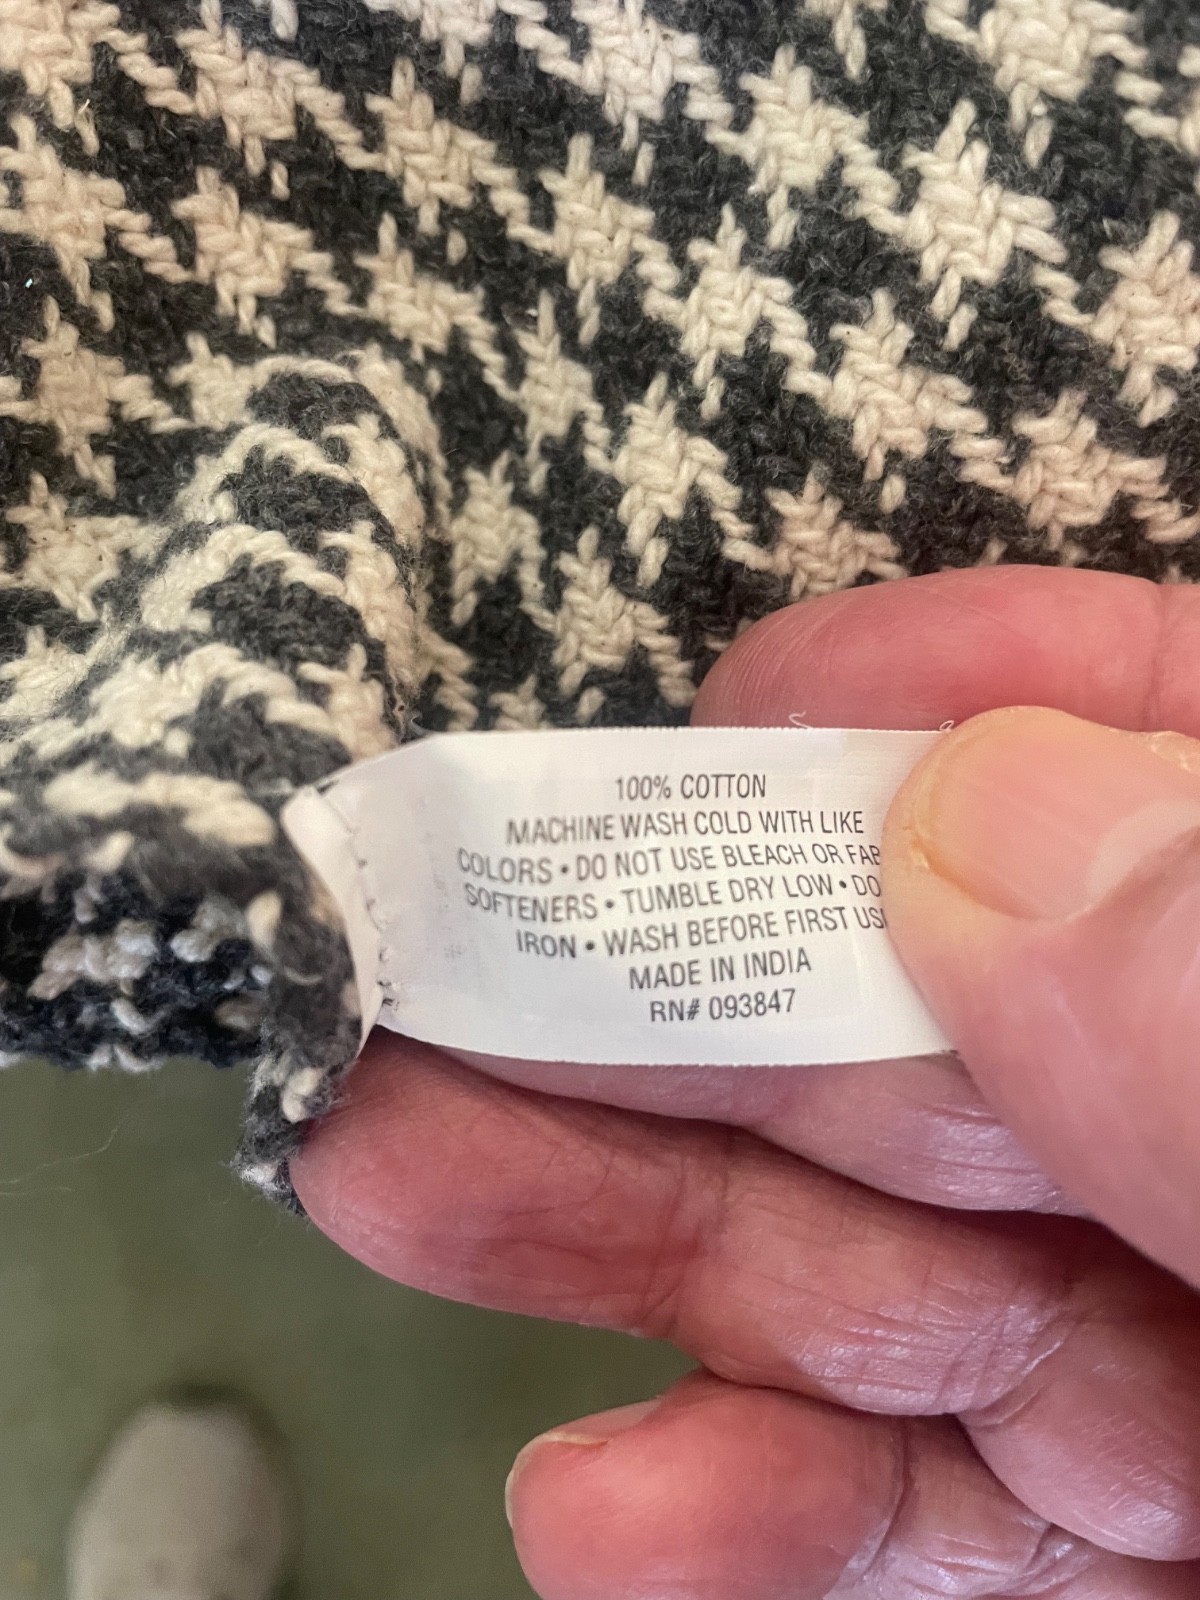 100% COTTON
MACHINE WASH COLD WITH LIKE
COLORS • DO NOT USE BLEACH OR
SOFTENERS • TUMBLE DRY LOW • DO
IRON • WASH BEFORE FIRST
MADE IN INDIA
RN# 093847